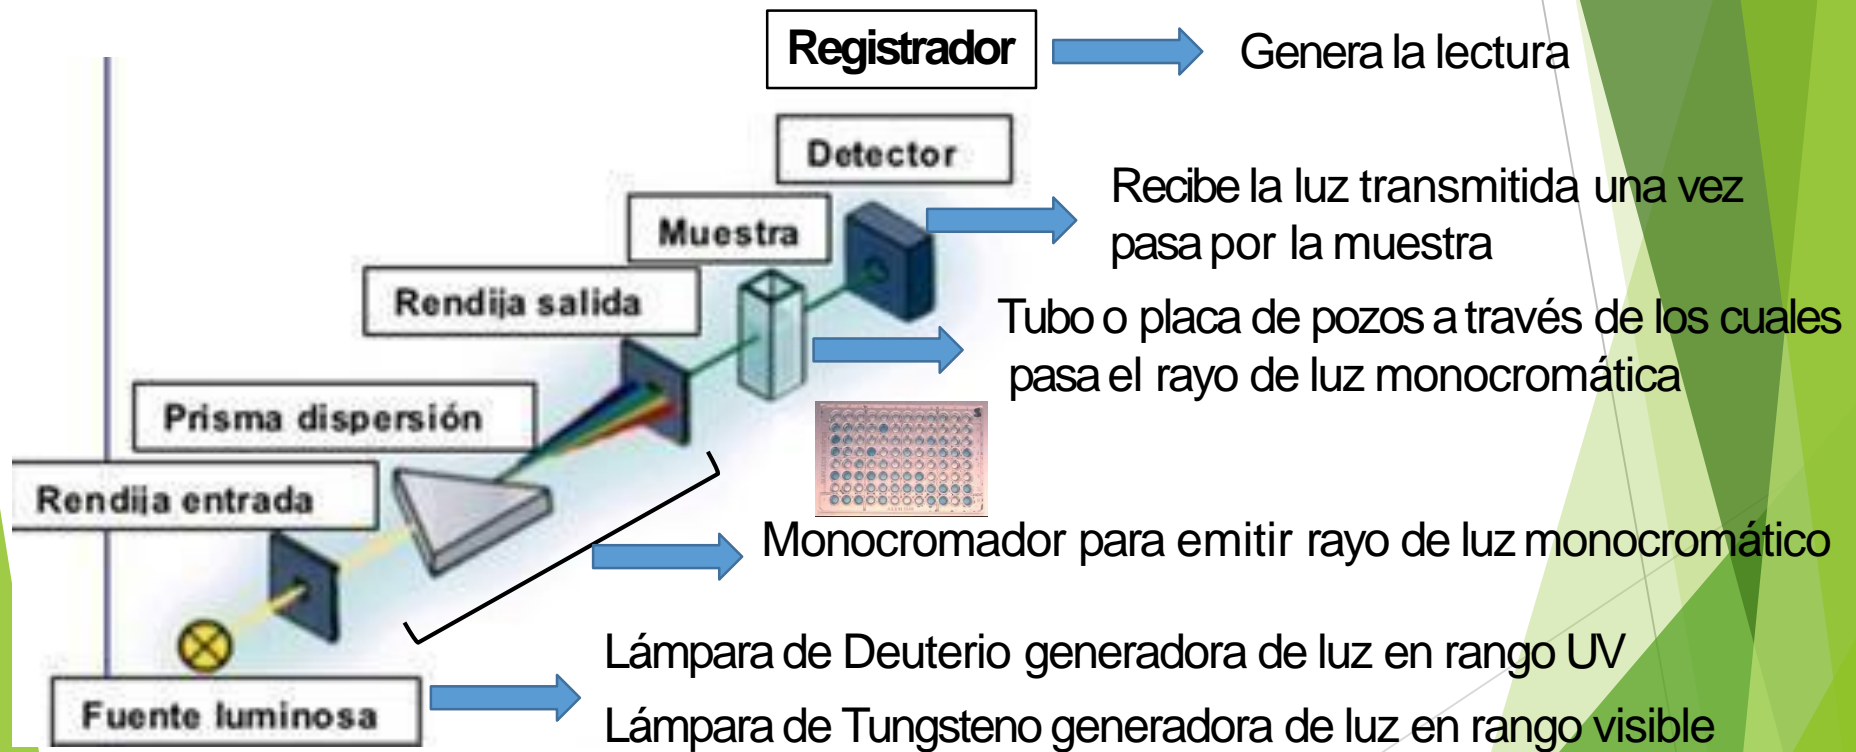 Registrador
Genera la lectura
Detector
Recibe la luz transmitida una vez
pasa por la muestra
Muestra
Rendija salida
Tubo o placa de pozos a través de los cuales
pasa el rayo de luz monocromática
Prisma dispersión
Rendija entrada
Monocromador para emitir rayo de luz monocromático
Lámpara de Deuterio generadora de luz en rango UV
Fuente luminosa
Lámpara de Tungsteno generadora de luz en rango visible